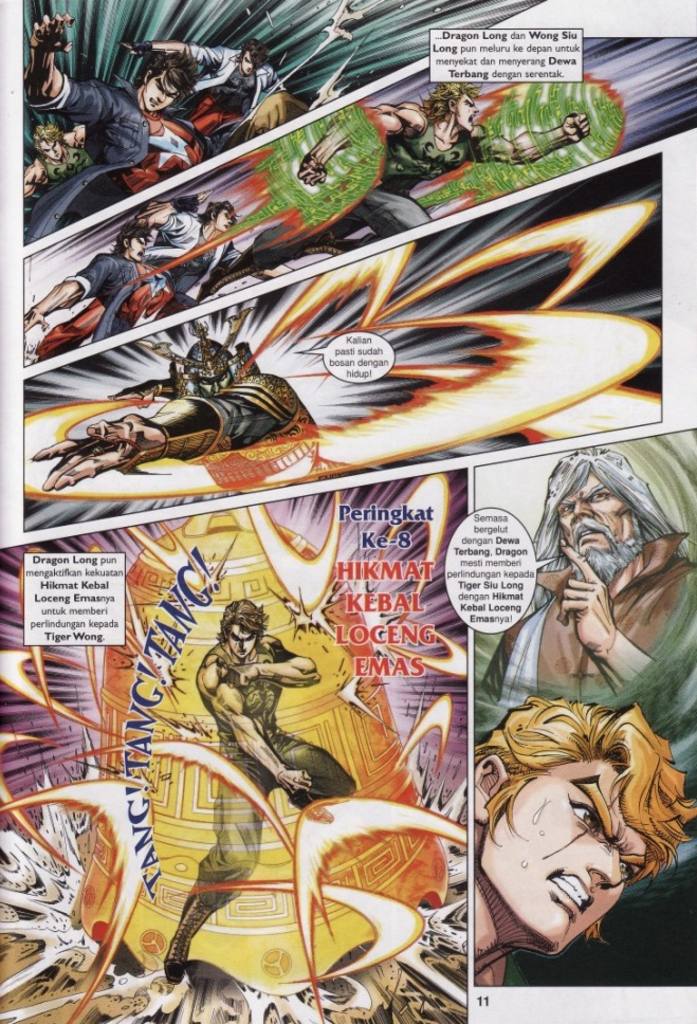 ...Dragon Long dan Wong Siu
Long pun meluru ke depan untuk
menyekat dan menyerang Dewa
Terbang dengan serentak.
Kalian
pasti sudah
bosan dengan
hidup!
Dragon Long pun
mengaktifkan kekuatan
Hikmat Kebal
Loceng Emasnya
untuk memberi
perlindungan kepada
Tiger Wong.
TANG! TANG! TANG!
Peringkat
Ke-8
HIKMAT
KEBAL
LOCENG
EMAS
Semasa
bergelut
dengan Dewa
Terbang, Dragon
mesti memberi
perlindungan kepada
Tiger Siu Long
dengan Hikmat
Kebal Loceng
Emasnya!
11